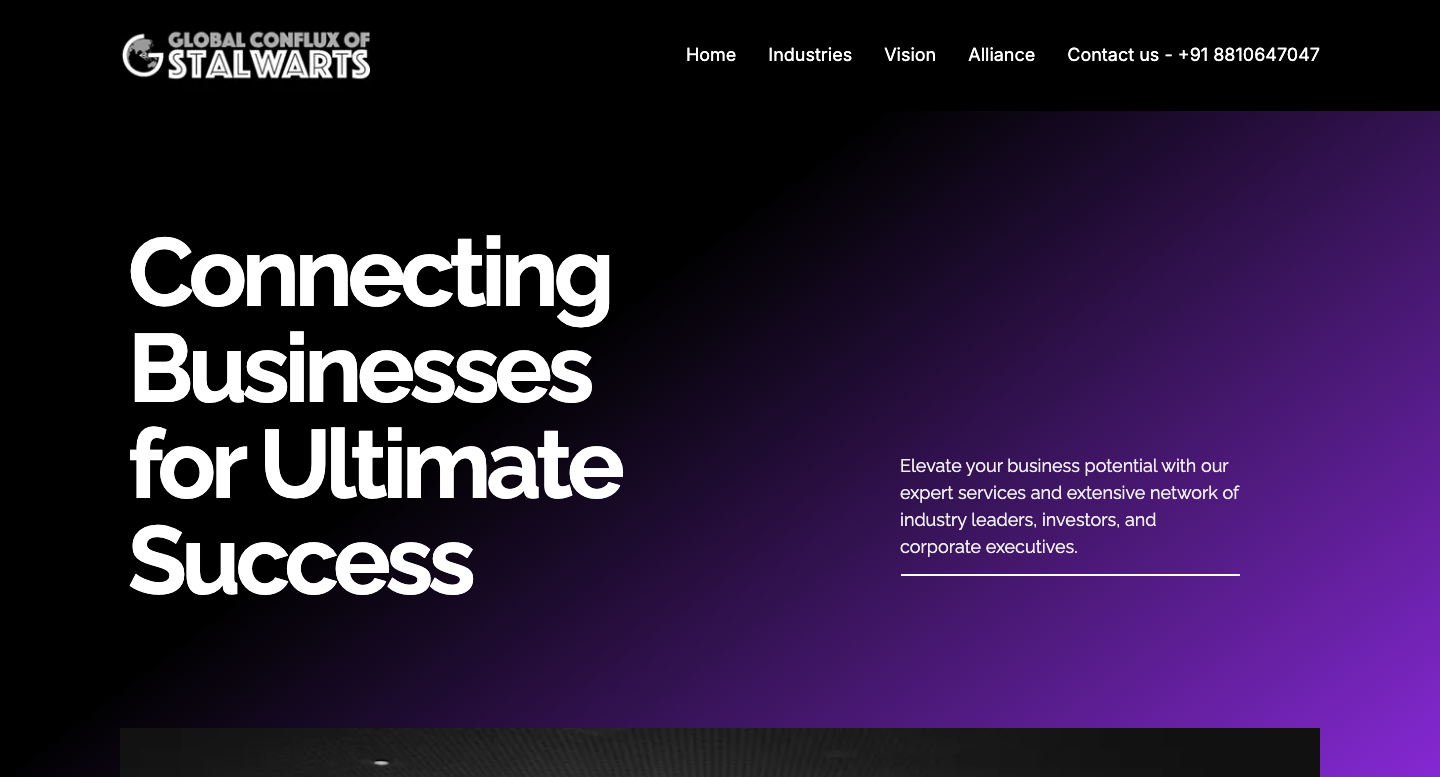 GLOBAL CONFLUX OF
STALWARTS
Home Industries Vision Alliance Contact us - +91 8810647047
Connecting
Businesses
for Ultimate
Success
Elevate your business potential with our
expert services and extensive network of
industry leaders, investors, and
corporate executives.